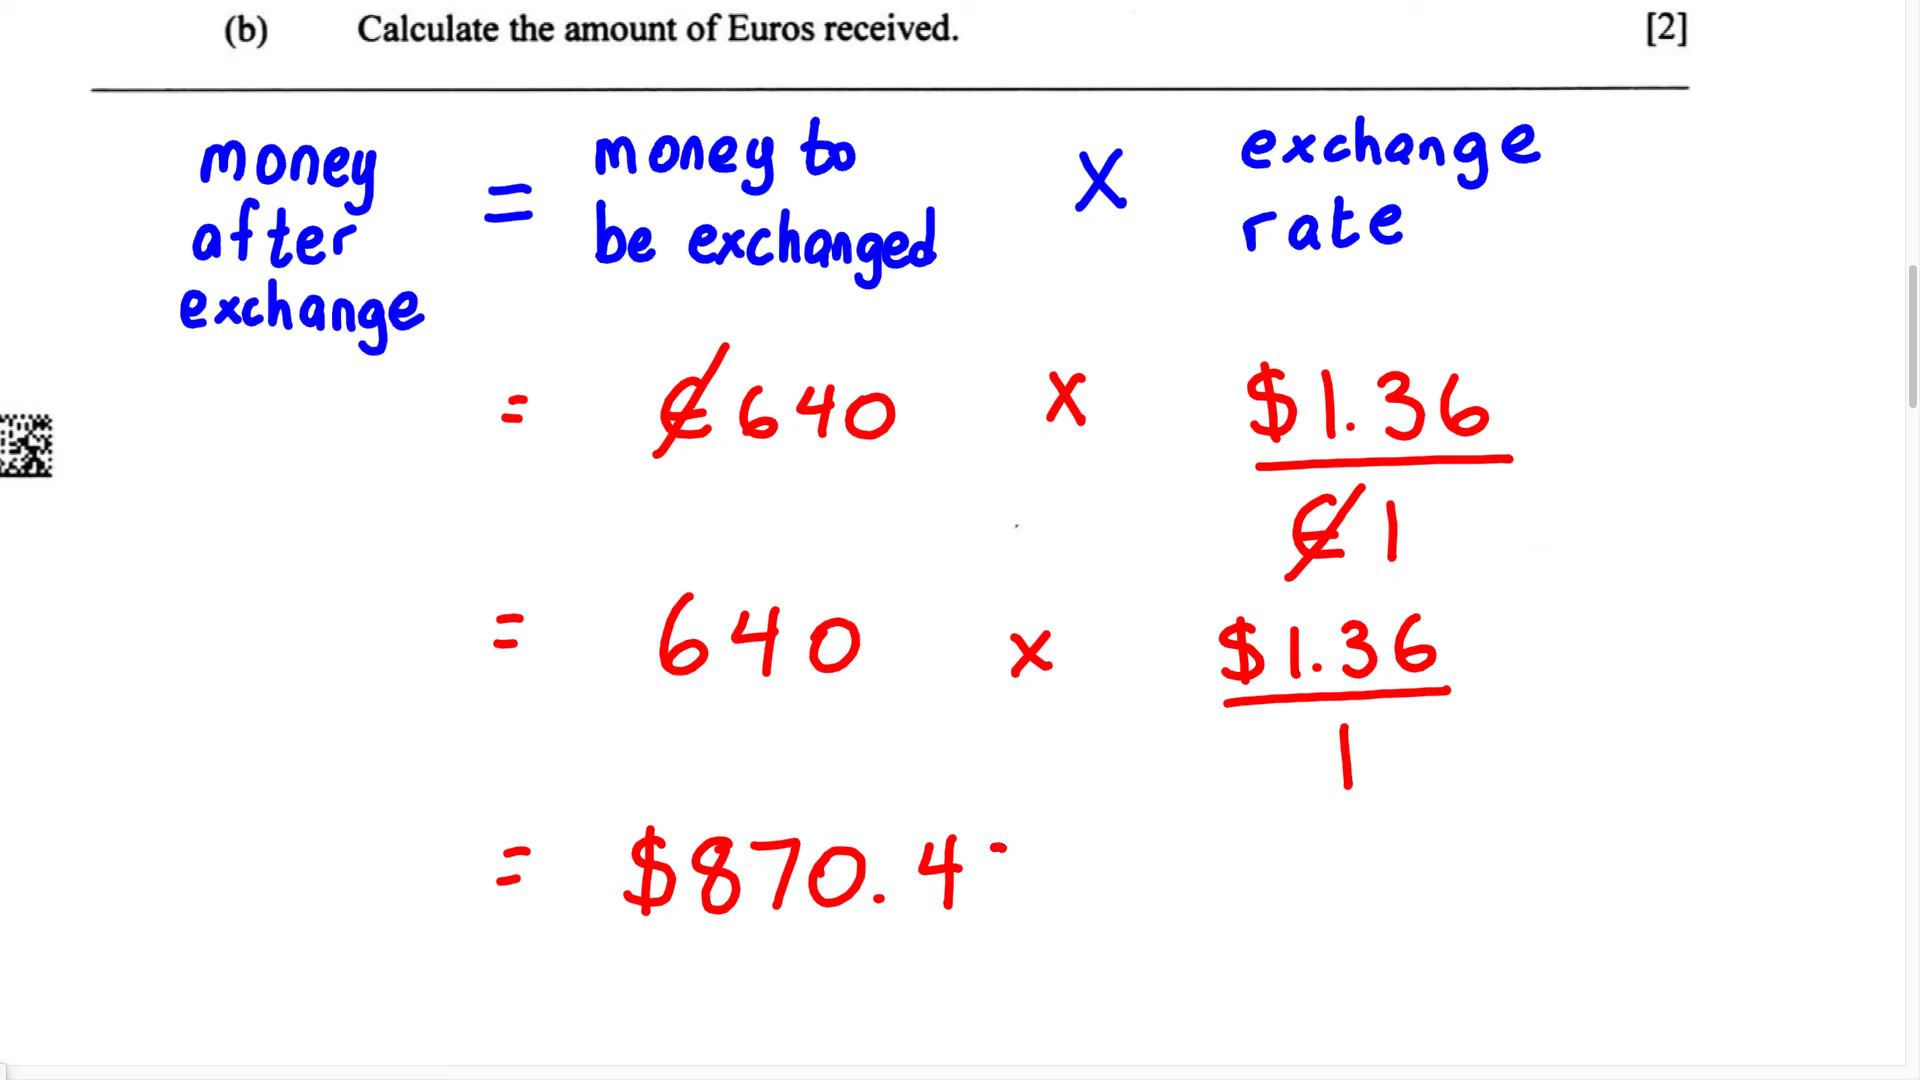 (b) Calculate the amount of Euros received. [2]
money after exchange = money to be exchanged x exchange rate
= €640 x $1.36 / €1
= 640 x $1.36 / 1
= $870.4